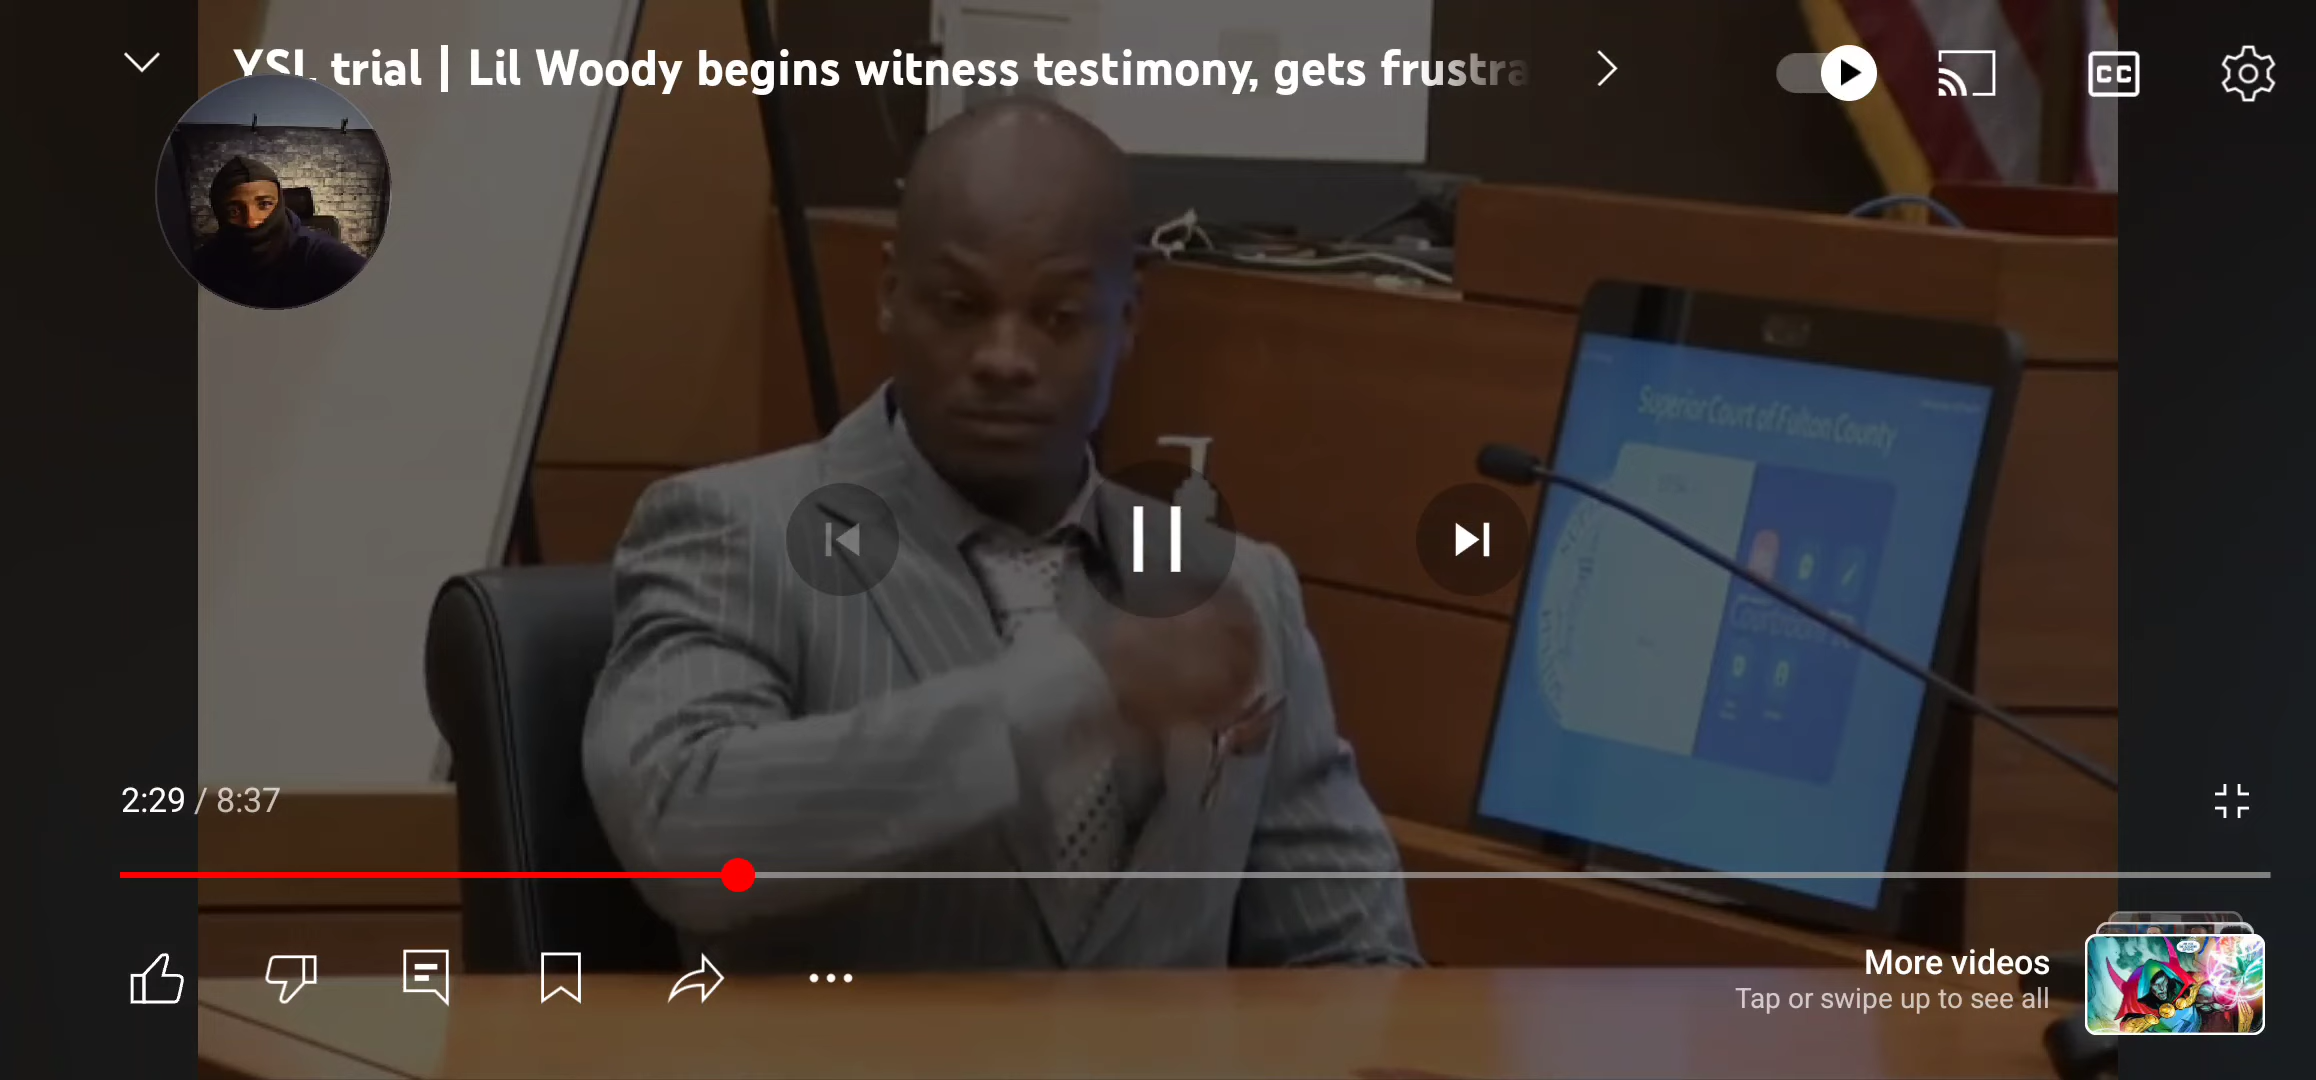 YSL trial | Lil Woody begins witness testimony, gets frustra
CC
Superior Court of Fulton County
2:29 / 8:37
More videos
Tap or swipe up to see all